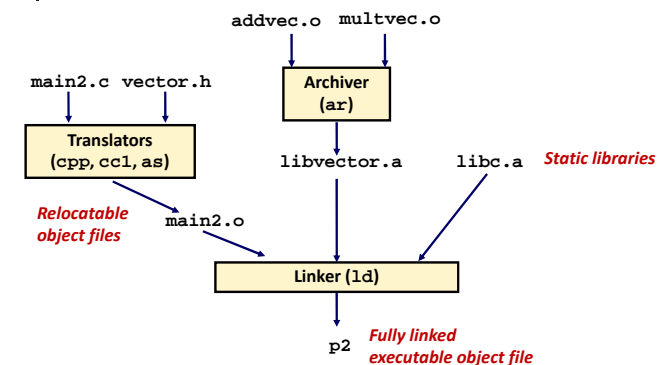 addvec.o multvec.o
main2.c vector.h
Archiver
(ar)
Translators
(cpp, cc1, as)
libvector.a
libc.a
Static libraries
Relocatable
object files
main2.o
Linker (ld)
p2
Fully linked
executable object file